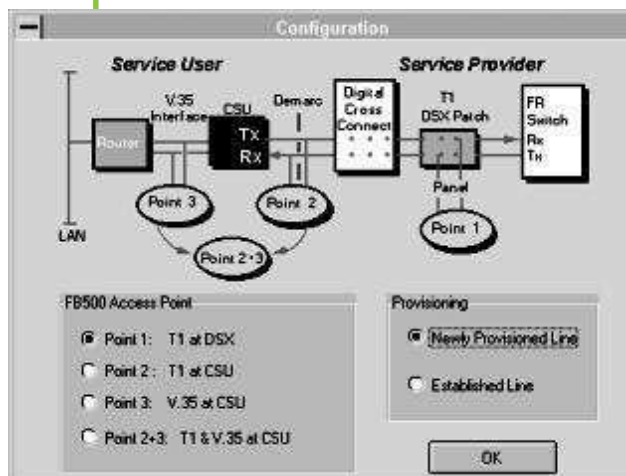 Configuration
Service User
Service Provider
V.35
Interface
CSU
Demarc
Digital
Cross
Connect
T1
DSX Patch
FR
Switch
Rx
Tx
Router
Tx
Rx
Panel
Point 3
Point 2
Point 1
LAN
Point 2+3
FB500 Access Point
Point 1: T1 at DSX
Point 2 : T1 at CSU
Point 3: V.35 at CSU
Point 2+3: T1 & V.35 at CSU
Provisioning
Newly Provisioned Line
Established Line
OK